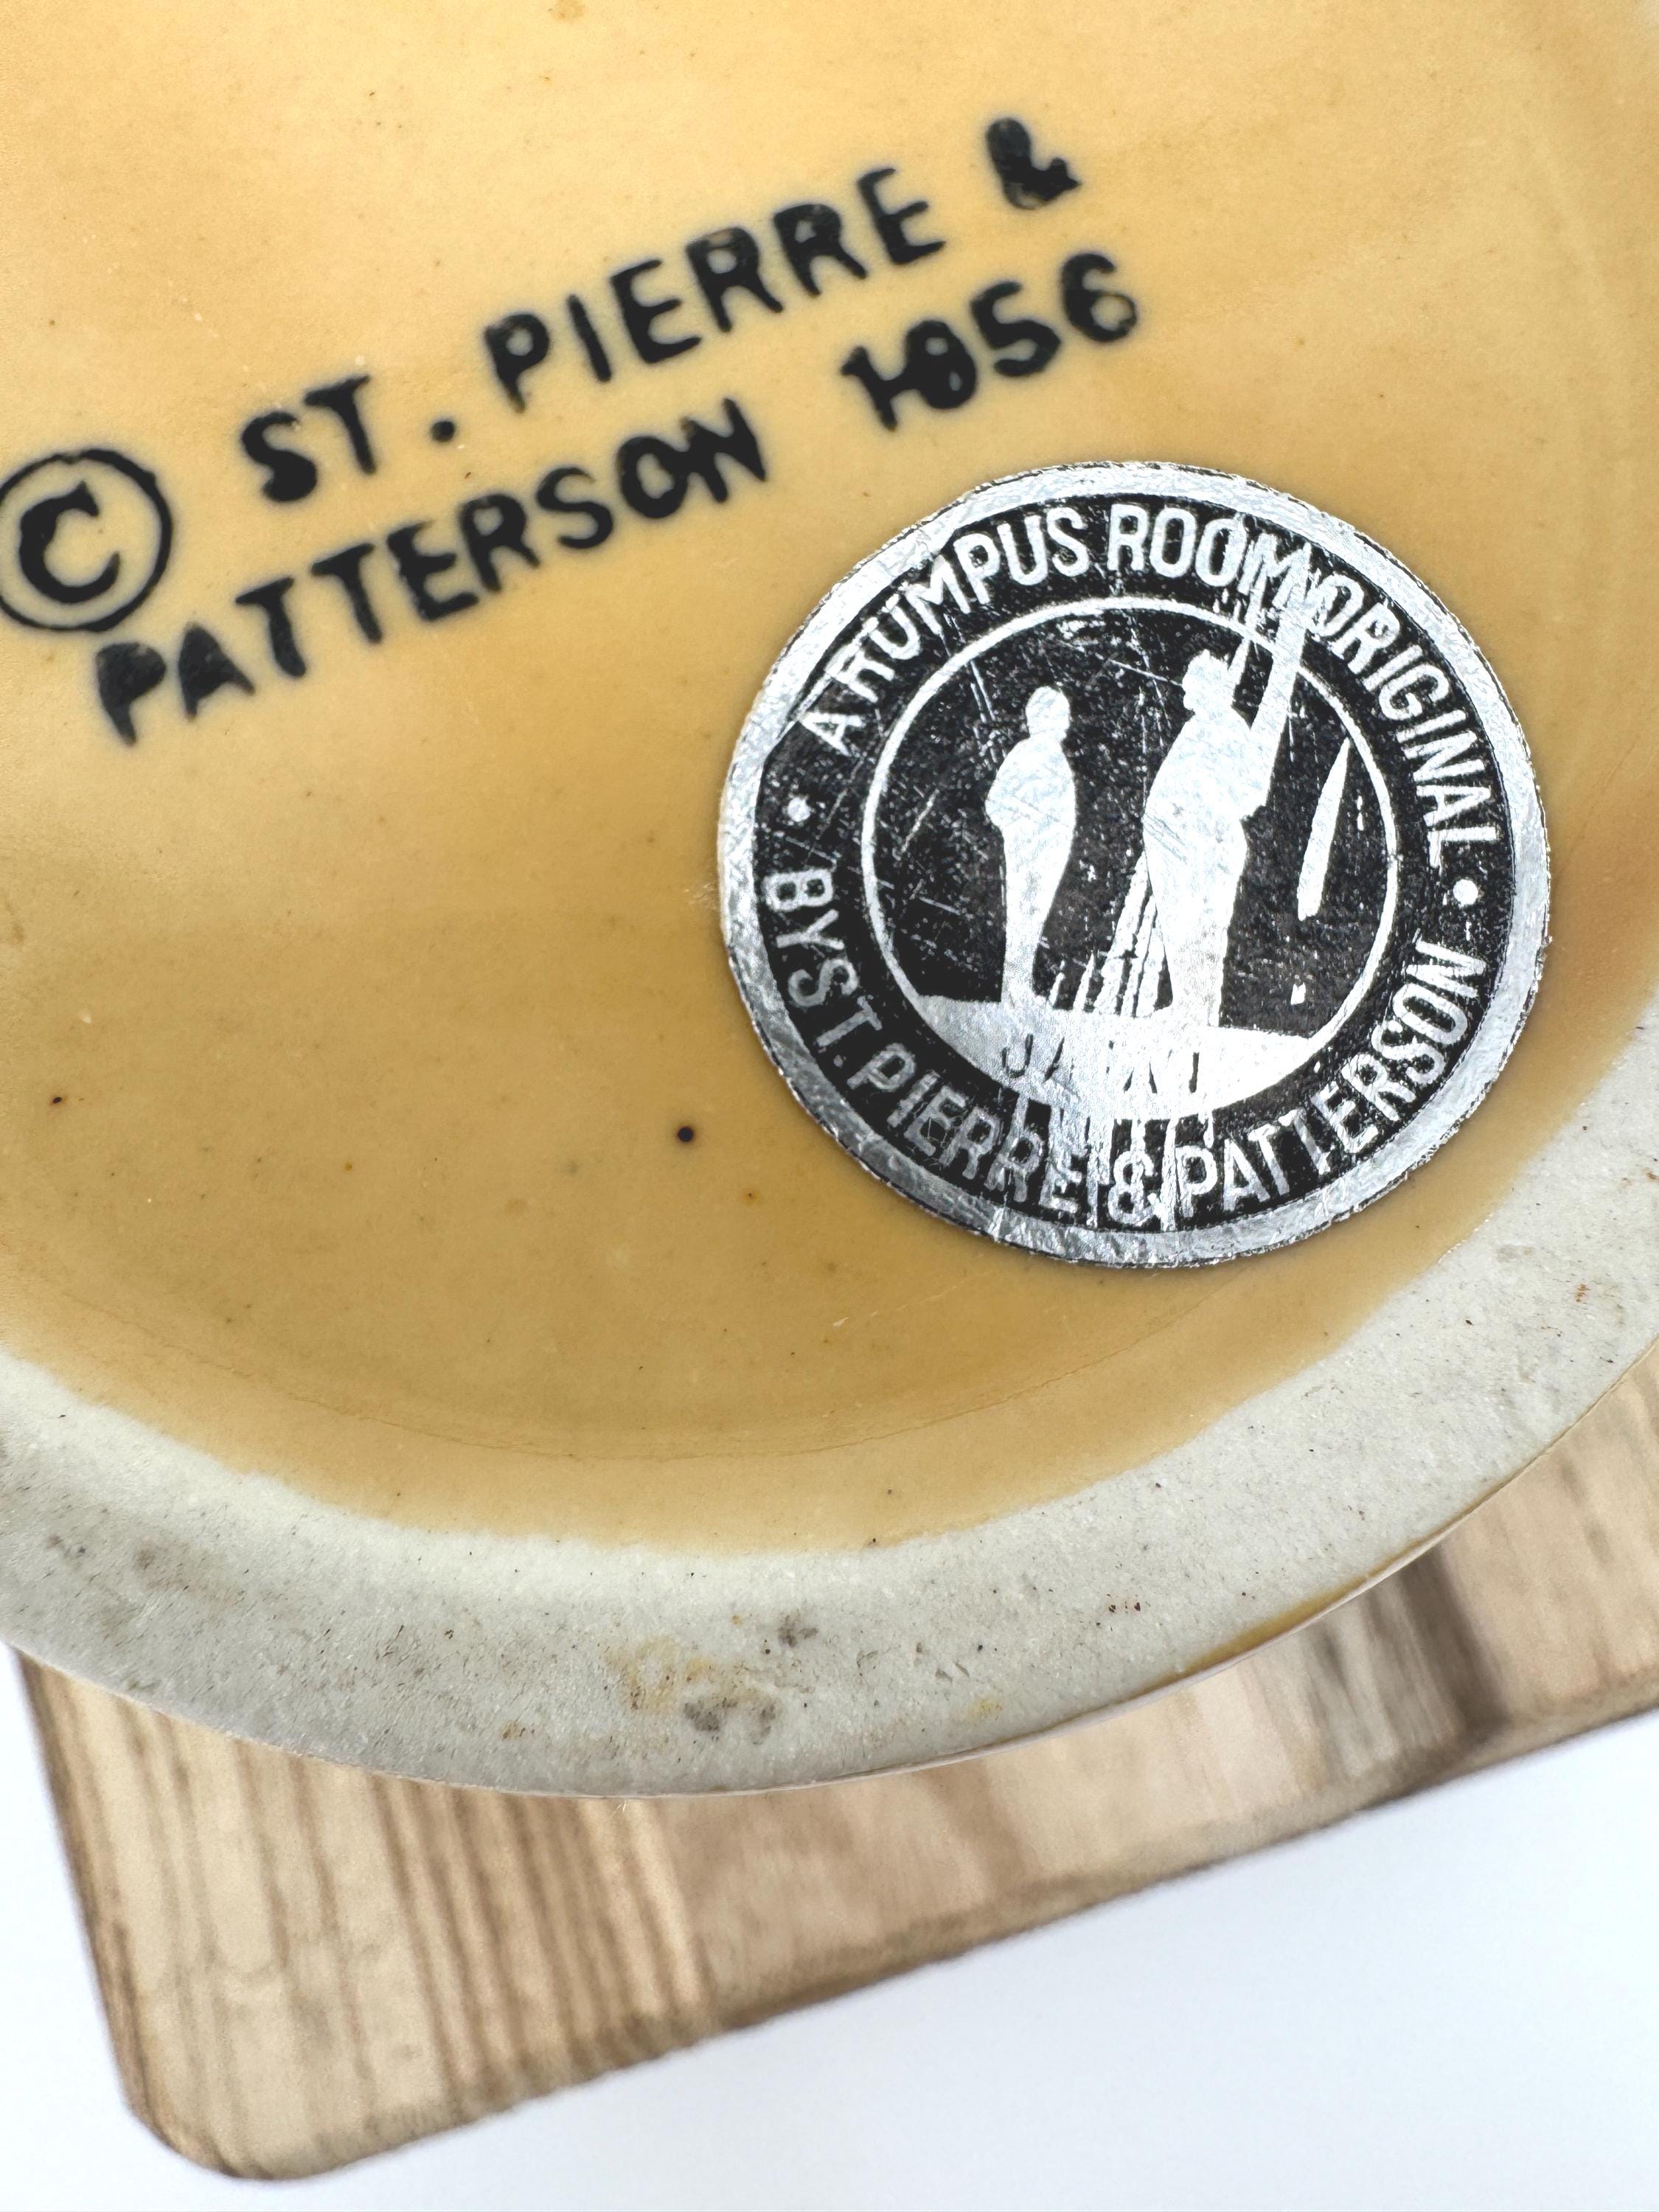 © ST. PIERRE &
PATTERSON 1956
• A RUMPUS ROOM ORIGINAL •
BY ST. PIERRE & PATTERSON